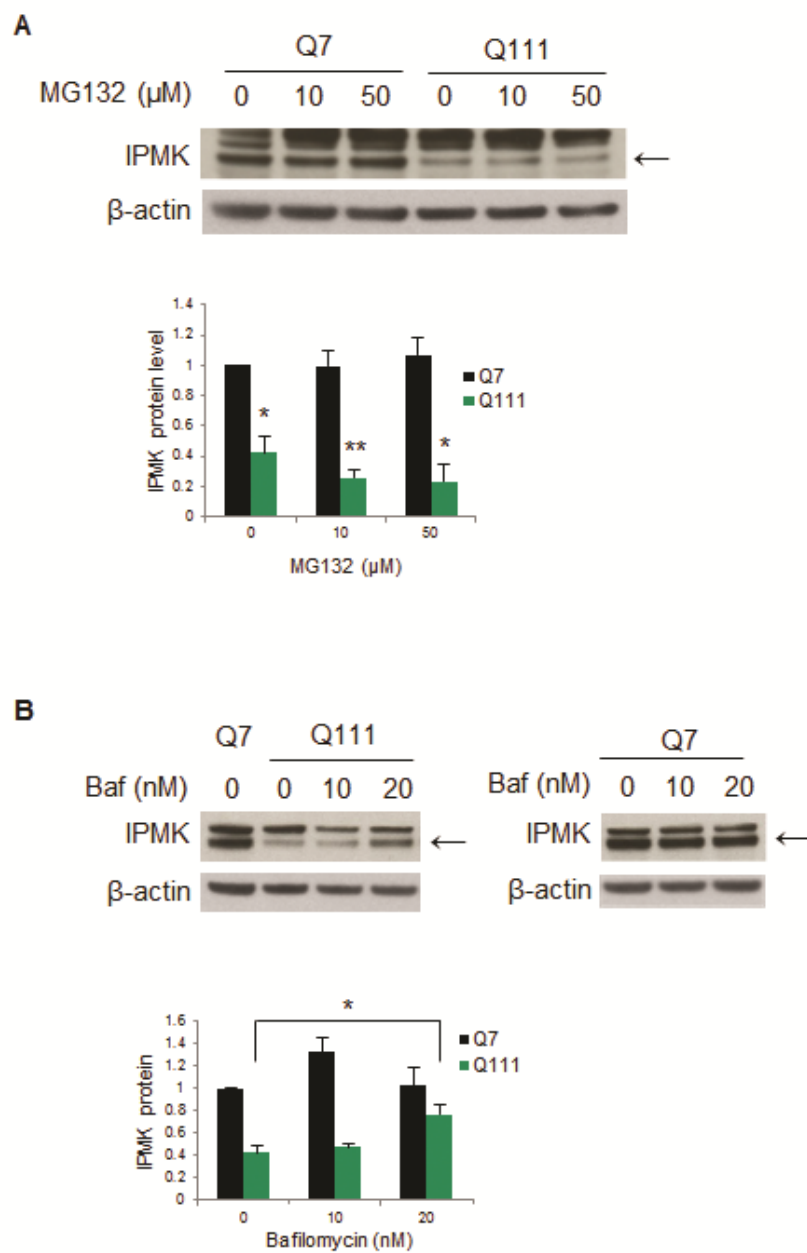 A
Q7 Q111
MG132 (µM) 0 10 50 0 10 50
IPMK ←
β-actin
1.4
1.2
1
0.8
0.6
0.4
0.2
0
IPMK protein level
* ** *
Q7
Q111
0 10 50
MG132 (µM)
B
Q7 Q111
Baf (nM) 0 0 10 20
IPMK ←
β-actin
Q7
Baf (nM) 0 10 20
IPMK ←
β-actin
1.6
1.4
1.2
1
0.8
0.6
0.4
0.2
0
IPMK protein
*
Q7
Q111
0 10 20
Bafilomycin (nM)